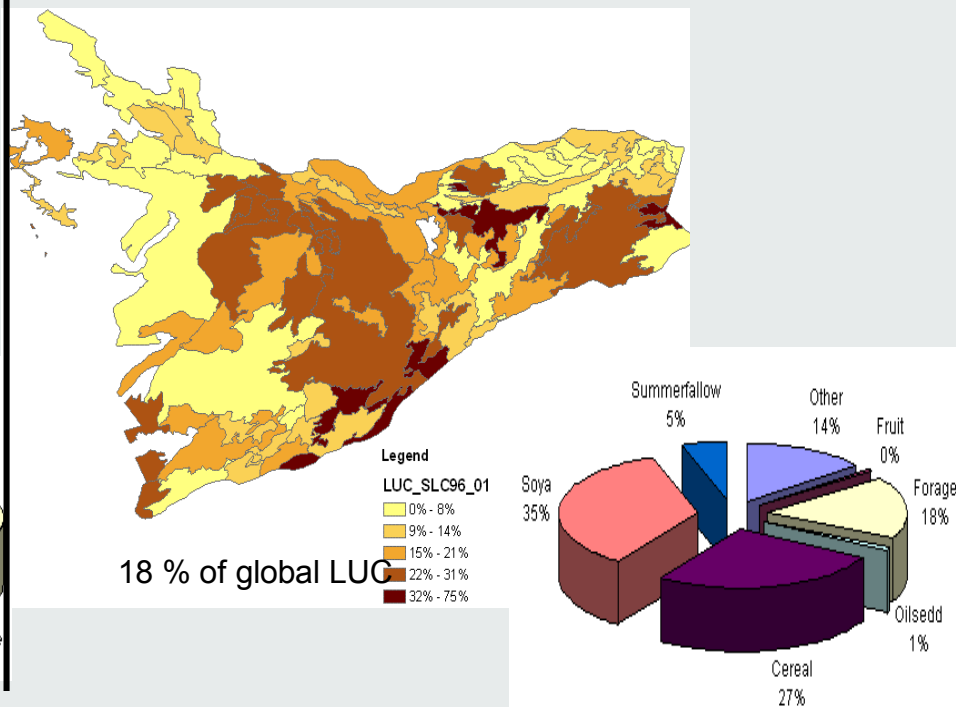 Legend
LUC_SLC96_01
0% - 8%
9% - 14%
15% - 21%
22% - 31%
32% - 75%
18 % of global LUC
Summerfallow
5%
Other
14%
Fruit
0%
Forage
18%
Oilsedd
1%
Cereal
27%
Soya
35%